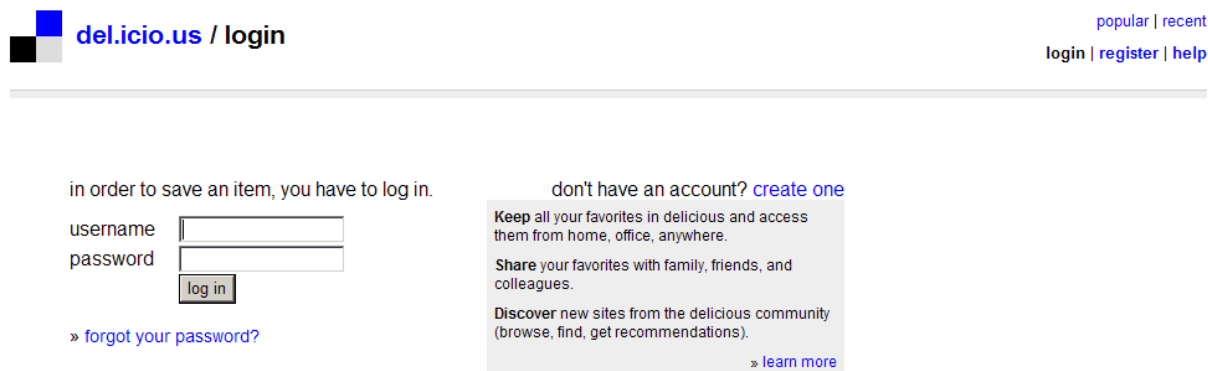 del.icio.us / login
popular | recent
login | register | help
in order to save an item, you have to log in.
username
password
log in
» forgot your password?
don't have an account? create one
Keep all your favorites in delicious and access
them from home, office, anywhere.
Share your favorites with family, friends, and
colleagues.
Discover new sites from the delicious community
(browse, find, get recommendations).
» learn more